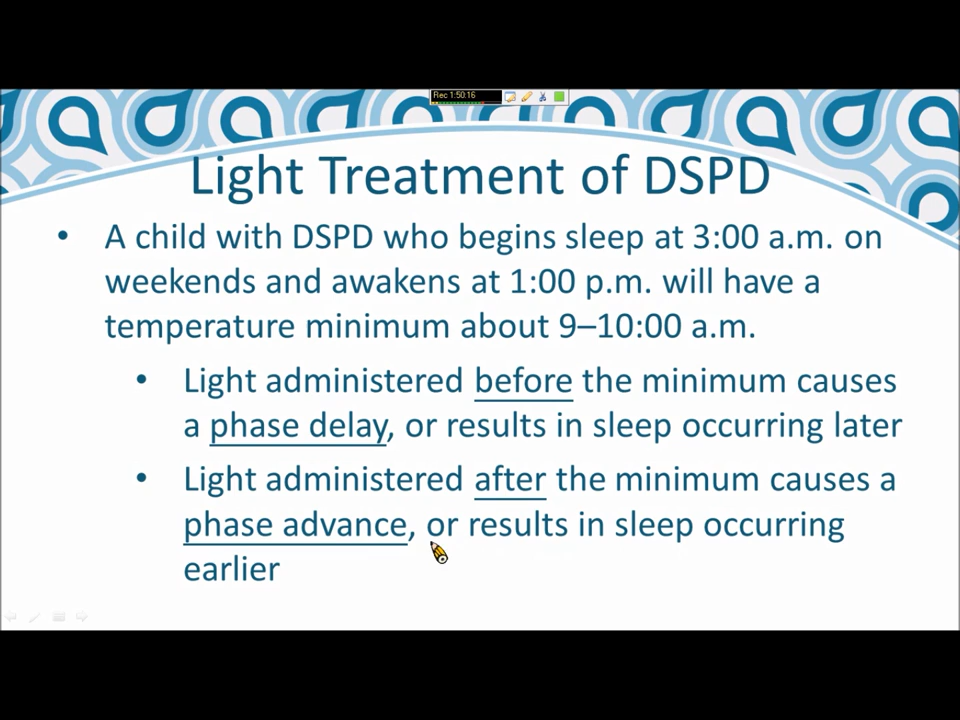 Rec 1:50:16
Light Treatment of DSPD
• A child with DSPD who begins sleep at 3:00 a.m. on
weekends and awakens at 1:00 p.m. will have a
temperature minimum about 9–10:00 a.m.
• Light administered before the minimum causes
a phase delay, or results in sleep occurring later
• Light administered after the minimum causes a
phase advance, or results in sleep occurring
earlier